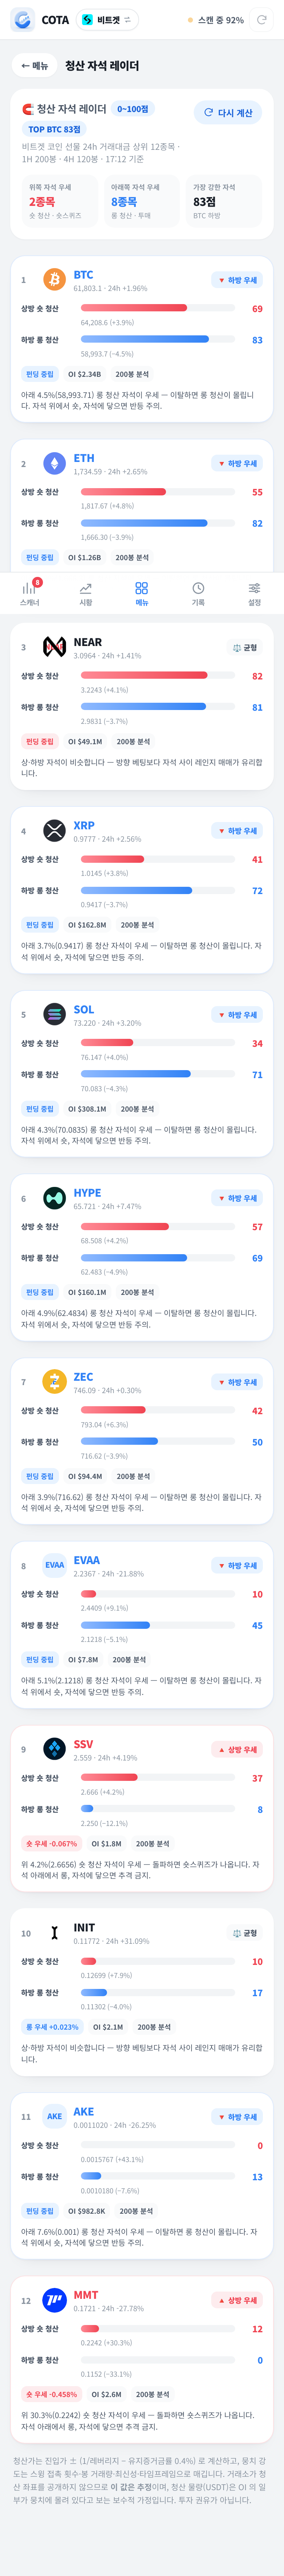 COTA 비트겟 스캔 중 92%
← 메뉴 청산 자석 레이더
🧲 청산 자석 레이더 0~100점 다시 계산
TOP BTC 83점
비트겟 코인 선물 24h 거래대금 상위 12종목 ·
1H 200봉 · 4H 120봉 · 17:12 기준
위쪽 자석 우세 아래쪽 자석 우세 가장 강한 자석
2종목 8종목 83점
숏 청산 · 숏스퀴즈 롱 청산 · 투매 BTC 하방
1 BTC 하방 우세
61,803.1 · 24h +1.96%
상방 숏 청산 69
64,208.6 (+3.9%)
하방 롱 청산 83
58,993.7 (−4.5%)
펀딩 중립 OI $2.34B 200봉 분석
아래 4.5%(58,993.71) 롱 청산 자석이 우세 — 이탈하면 롱 청산이 몰립니
다. 자석 위에서 숏, 자석에 닿으면 반등 주의.
2 ETH 하방 우세
1,734.59 · 24h +2.65%
상방 숏 청산 55
1,817.67 (+4.8%)
하방 롱 청산 82
1,666.30 (−3.9%)
펀딩 중립 OI $1.26B 200봉 분석
8
스캐너 시황 메뉴 기록 설정
3 NEAR 균형
3.0964 · 24h +1.41%
상방 숏 청산 82
3.2243 (+4.1%)
하방 롱 청산 81
2.9831 (−3.7%)
펀딩 중립 OI $49.1M 200봉 분석
상·하방 자석이 비슷합니다 — 방향 베팅보다 자석 사이 레인지 매매가 유리합
니다.
4 XRP 하방 우세
0.9777 · 24h +2.56%
상방 숏 청산 41
1.0145 (+3.8%)
하방 롱 청산 72
0.9417 (−3.7%)
펀딩 중립 OI $162.8M 200봉 분석
아래 3.7%(0.9417) 롱 청산 자석이 우세 — 이탈하면 롱 청산이 몰립니다. 자
석 위에서 숏, 자석에 닿으면 반등 주의.
5 SOL 하방 우세
73.220 · 24h +3.20%
상방 숏 청산 34
76.147 (+4.0%)
하방 롱 청산 71
70.083 (−4.3%)
펀딩 중립 OI $308.1M 200봉 분석
아래 4.3%(70.0835) 롱 청산 자석이 우세 — 이탈하면 롱 청산이 몰립니다.
자석 위에서 숏, 자석에 닿으면 반등 주의.
6 HYPE 하방 우세
65.721 · 24h +7.47%
상방 숏 청산 57
68.508 (+4.2%)
하방 롱 청산 69
62.483 (−4.9%)
펀딩 중립 OI $160.1M 200봉 분석
아래 4.9%(62.4834) 롱 청산 자석이 우세 — 이탈하면 롱 청산이 몰립니다.
자석 위에서 숏, 자석에 닿으면 반등 주의.
7 ZEC 하방 우세
746.09 · 24h +0.30%
상방 숏 청산 42
793.04 (+6.3%)
하방 롱 청산 50
716.62 (−3.9%)
펀딩 중립 OI $94.4M 200봉 분석
아래 3.9%(716.62) 롱 청산 자석이 우세 — 이탈하면 롱 청산이 몰립니다. 자
석 위에서 숏, 자석에 닿으면 반등 주의.
8 EVAA EVAA 하방 우세
2.2367 · 24h -21.88%
상방 숏 청산 10
2.4409 (+9.1%)
하방 롱 청산 45
2.1218 (−5.1%)
펀딩 중립 OI $7.8M 200봉 분석
아래 5.1%(2.1218) 롱 청산 자석이 우세 — 이탈하면 롱 청산이 몰립니다. 자
석 위에서 숏, 자석에 닿으면 반등 주의.
9 SSV 상방 우세
2.559 · 24h +4.19%
상방 숏 청산 37
2.666 (+4.2%)
하방 롱 청산 8
2.250 (−12.1%)
숏 우세 -0.067% OI $1.8M 200봉 분석
위 4.2%(2.6656) 숏 청산 자석이 우세 — 돌파하면 숏스퀴즈가 나옵니다. 자
석 아래에서 롱, 자석에 닿으면 추격 금지.
10 INIT 균형
0.11772 · 24h +31.09%
상방 숏 청산 10
0.12699 (+7.9%)
하방 롱 청산 17
0.11302 (−4.0%)
롱 우세 +0.023% OI $2.1M 200봉 분석
상·하방 자석이 비슷합니다 — 방향 베팅보다 자석 사이 레인지 매매가 유리합
니다.
11 AKE AKE 하방 우세
0.0011020 · 24h -26.25%
상방 숏 청산 0
0.0015767 (+43.1%)
하방 롱 청산 13
0.0010180 (−7.6%)
펀딩 중립 OI $982.8K 200봉 분석
아래 7.6%(0.001) 롱 청산 자석이 우세 — 이탈하면 롱 청산이 몰립니다. 자
석 위에서 숏, 자석에 닿으면 반등 주의.
12 MMT 상방 우세
0.1721 · 24h -27.78%
상방 숏 청산 12
0.2242 (+30.3%)
하방 롱 청산 0
0.1152 (−33.1%)
숏 우세 -0.458% OI $2.6M 200봉 분석
위 30.3%(0.2242) 숏 청산 자석이 우세 — 돌파하면 숏스퀴즈가 나옵니다.
자석 아래에서 롱, 자석에 닿으면 추격 금지.
청산가는 진입가 ± (1/레버리지 − 유지증거금률 0.4%) 로 계산하고, 뭉치 강
도는 스윙 접촉 횟수·봉 거래량·최신성·타임프레임으로 매깁니다. 거래소가 청
산 좌표를 공개하지 않으므로 이 값은 추정이며, 청산 물량(USDT)은 OI 의 일
부가 뭉치에 몰려 있다고 보는 보수적 가정입니다. 투자 권유가 아닙니다.